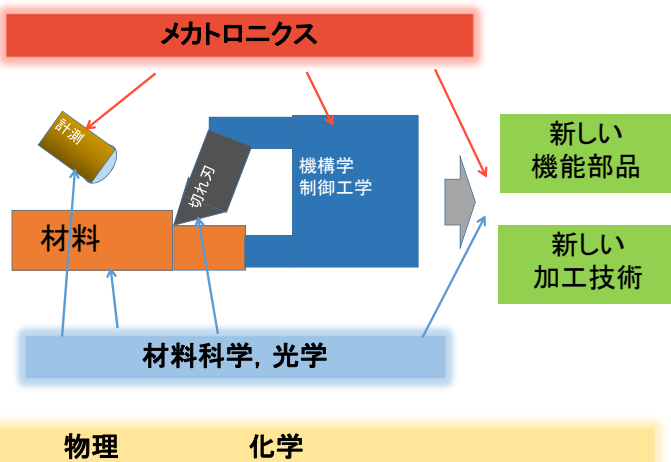 メカトロニクス
計測
切れ刃
機構学
制御工学
新しい
機能部品
材料
新しい
加工技術
材料科学, 光学
物理 化学